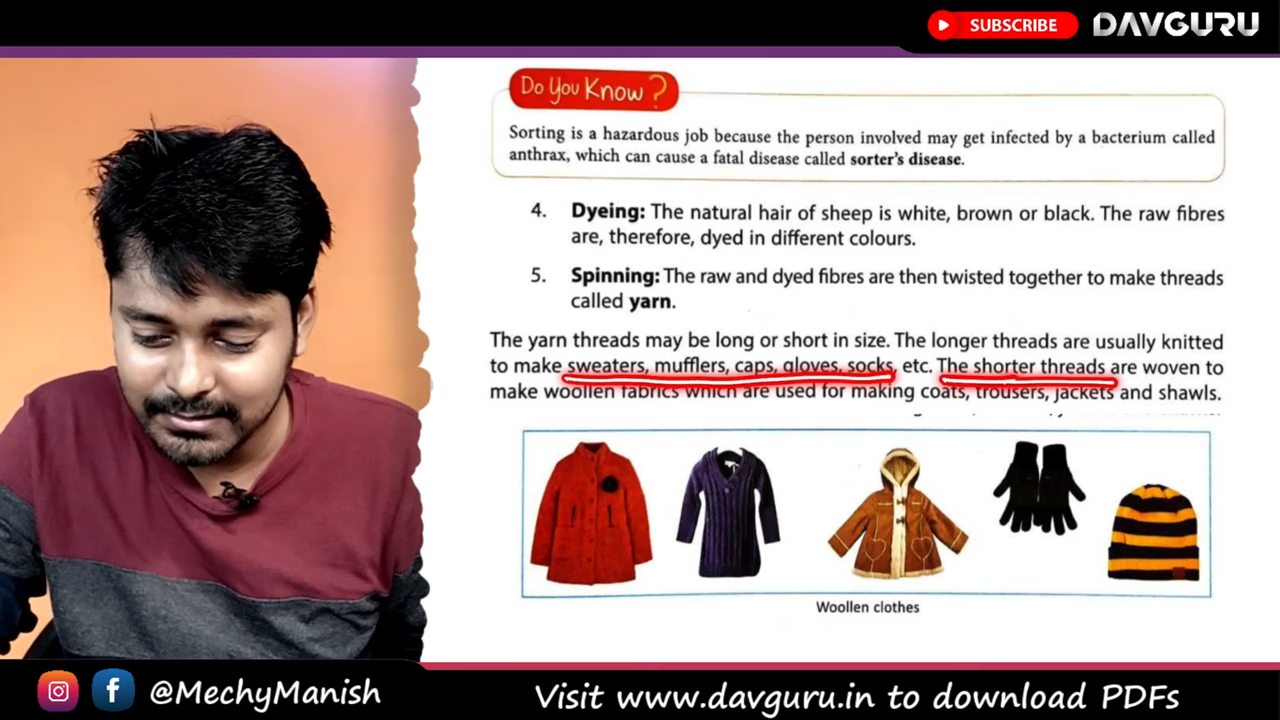 SUBSCRIBE DAVGURU
Do You Know ?
Sorting is a hazardous job because the person involved may get infected by a bacterium called
anthrax, which can cause a fatal disease called sorter's disease.
4. Dyeing: The natural hair of sheep is white, brown or black. The raw fibres
are, therefore, dyed in different colours.
5. Spinning: The raw and dyed fibres are then twisted together to make threads
called yarn.
The yarn threads may be long or short in size. The longer threads are usually knitted
to make sweaters, mufflers, caps, gloves, socks, etc. The shorter threads are woven to
make woollen fabrics which are used for making coats, trousers, jackets and shawls.
Woollen clothes
@MechyManish
Visit www.davguru.in to download PDFs